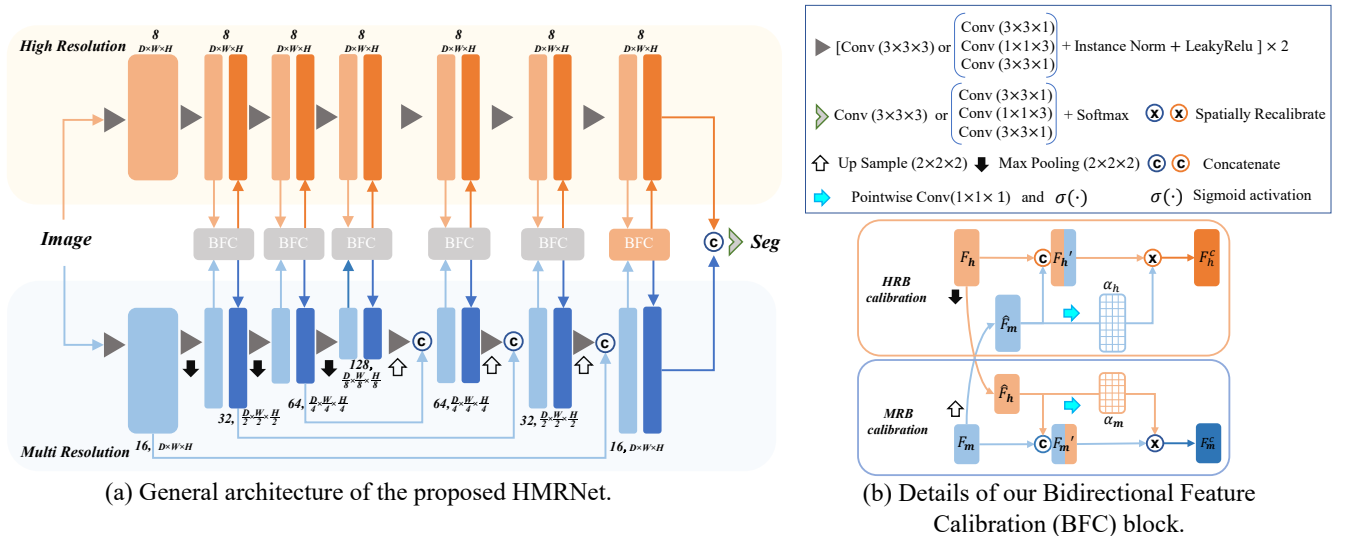 High Resolution
8
D×W×H
8
D×W×H
8
D×W×H
8
D×W×H
8
D×W×H
8
D×W×H
8
D×W×H
Image
BFC
BFC
BFC
BFC
BFC
BFC
C
Seg
C
C
C
16, D×W×H
32, D/2×W/2×H/2
64, D/4×W/4×H/4
128,
D/8×W/8×H/8
64, D/4×W/4×H/4
32, D/2×W/2×H/2
16, D×W×H
Multi Resolution
(a) General architecture of the proposed HMRNet.
[Conv (3×3×3) or Conv (3×3×1) Conv (1×1×3) Conv (3×3×1) + Instance Norm + LeakyRelu ] × 2
Conv (3×3×3) or Conv (3×3×1) Conv (1×1×3) Conv (3×3×1) + Softmax
X X Spatially Recalibrate
Up Sample (2×2×2) Max Pooling (2×2×2) C C Concatenate
Pointwise Conv(1×1×1) and σ(·) σ(·) Sigmoid activation
HRB
calibration
F_h
C
F_h′
X
F_h^c
F̂_m
α_h
MRB
calibration
F̂_h
α_m
F_m
C
F_m′
X
F_m^c
(b) Details of our Bidirectional Feature
Calibration (BFC) block.